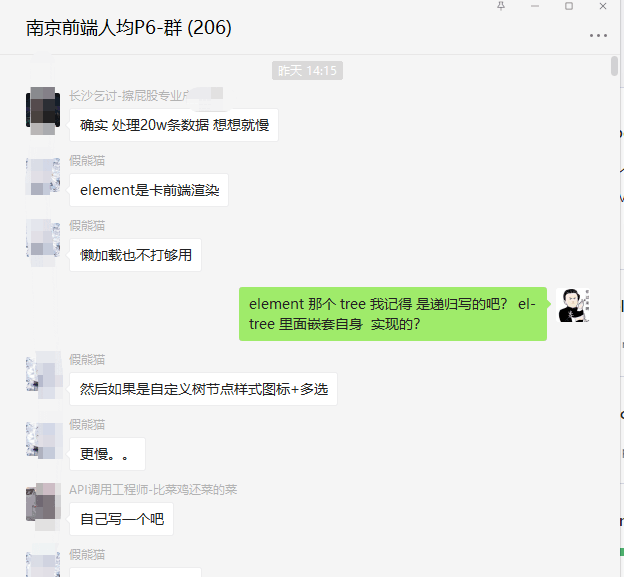 南京前端人均P6-群 (206)
昨天 14:15
长沙乞讨-擦屁股专业户
确实 处理20w条数据 想想就慢
假熊猫
element是卡前端渲染
假熊猫
懒加载也不打够用
element 那个 tree 我记得 是递归写的吧? el-
tree 里面嵌套自身 实现的?
假熊猫
然后如果是自定义树节点样式图标+多选
假熊猫
更慢。。
API调用工程师-比菜鸡还菜的菜
自己写一个吧
假熊猫